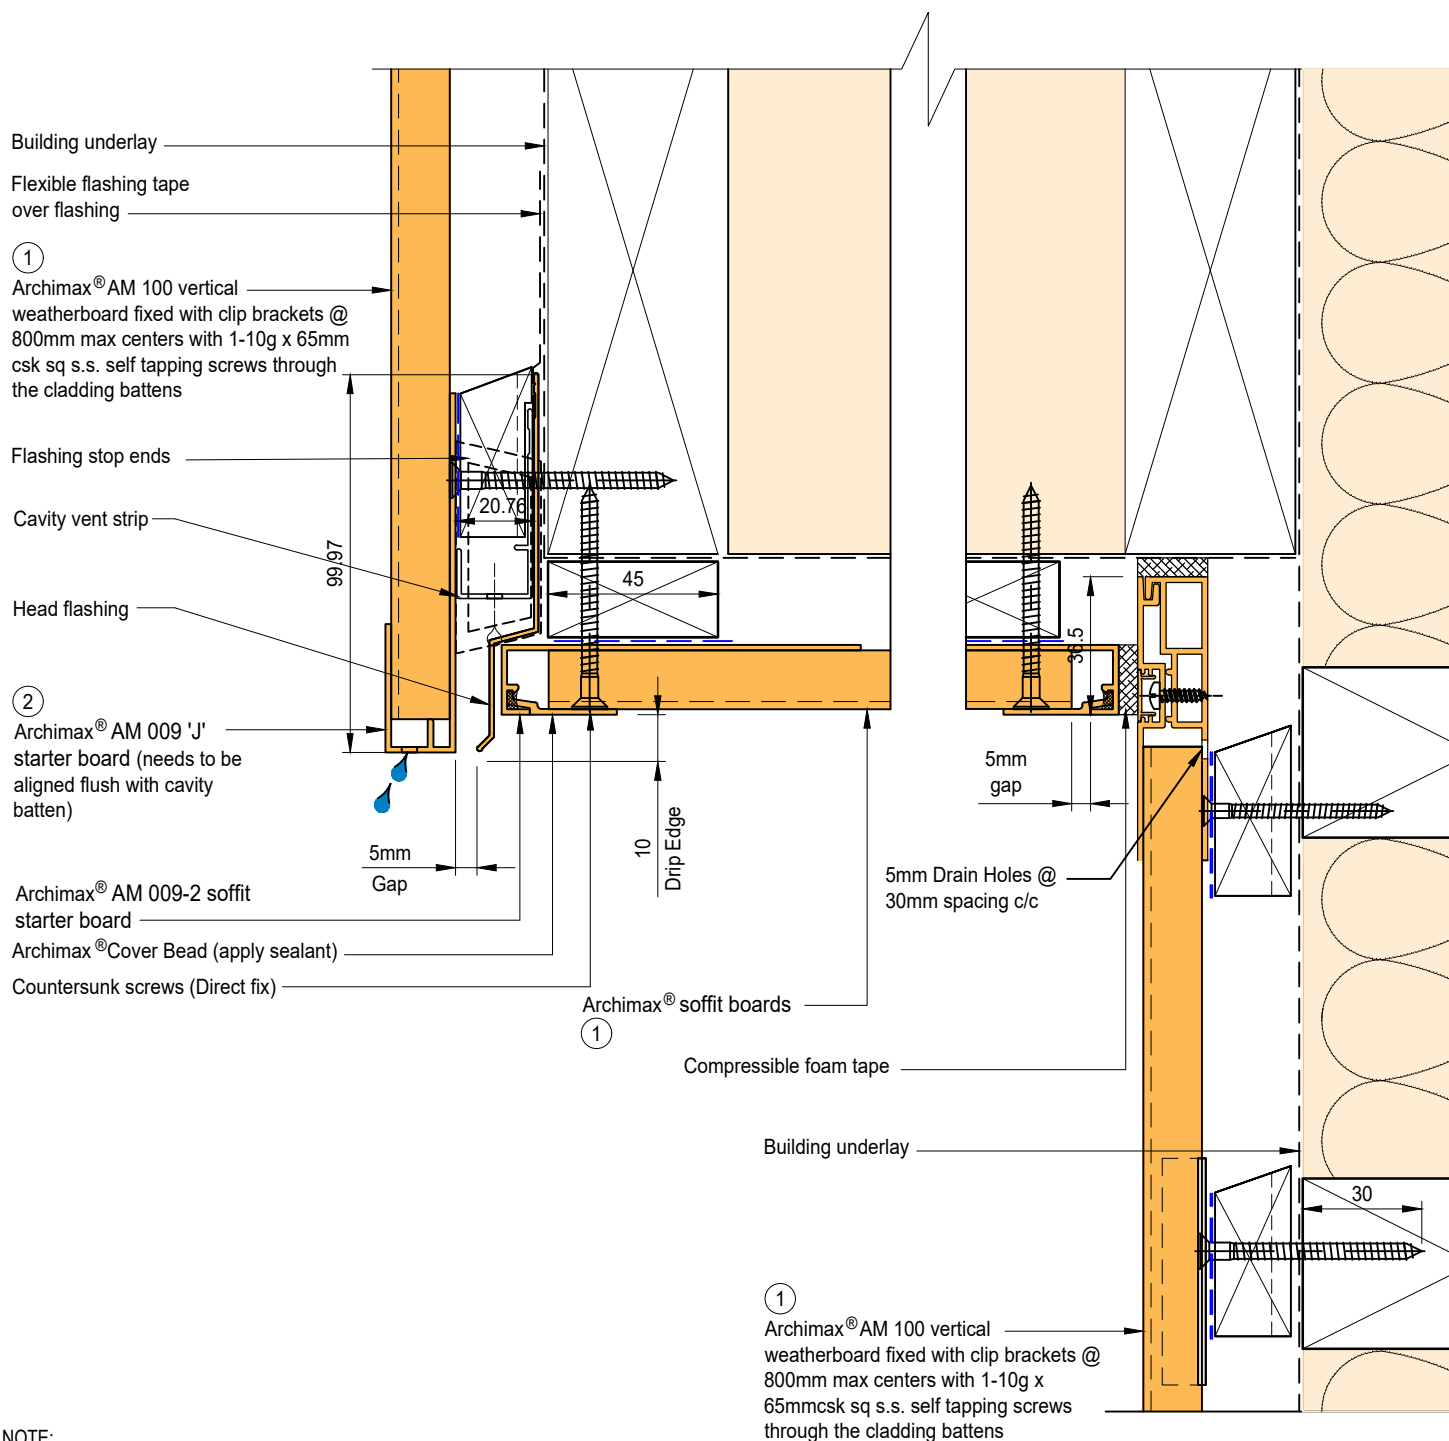 Building underlay
Flexible flashing tape
over flashing
1
Archimax® AM 100 vertical
weatherboard fixed with clip brackets @
800mm max centers with 1-10g x 65mm
csk sq s.s. self tapping screws through
the cladding battens
Flashing stop ends
Cavity vent strip
Head flashing
2
Archimax® AM 009 'J'
starter board (needs to be
aligned flush with cavity
batten)
99.97
20.76
45
36.5
5mm
Gap
10
Drip Edge
5mm
gap
5mm Drain Holes @
30mm spacing c/c
Archimax® AM 009-2 soffit
starter board
Archimax® Cover Bead (apply sealant)
Countersunk screws (Direct fix)
Archimax® soffit boards
1
Compressible foam tape
Building underlay
30
1
Archimax® AM 100 vertical
weatherboard fixed with clip brackets @
800mm max centers with 1-10g x
65mmcsk sq s.s. self tapping screws
through the cladding battens
NOTE: